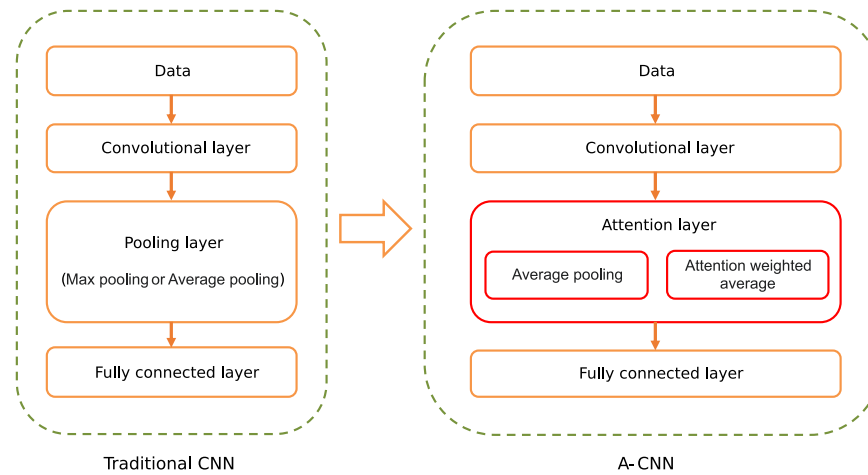 Data
Convolutional layer
Pooling layer
(Max pooling or Average pooling)
Fully connected layer
Traditional CNN
Data
Convolutional layer
Attention layer
Average pooling
Attention weighted
average
Fully connected layer
A-CNN